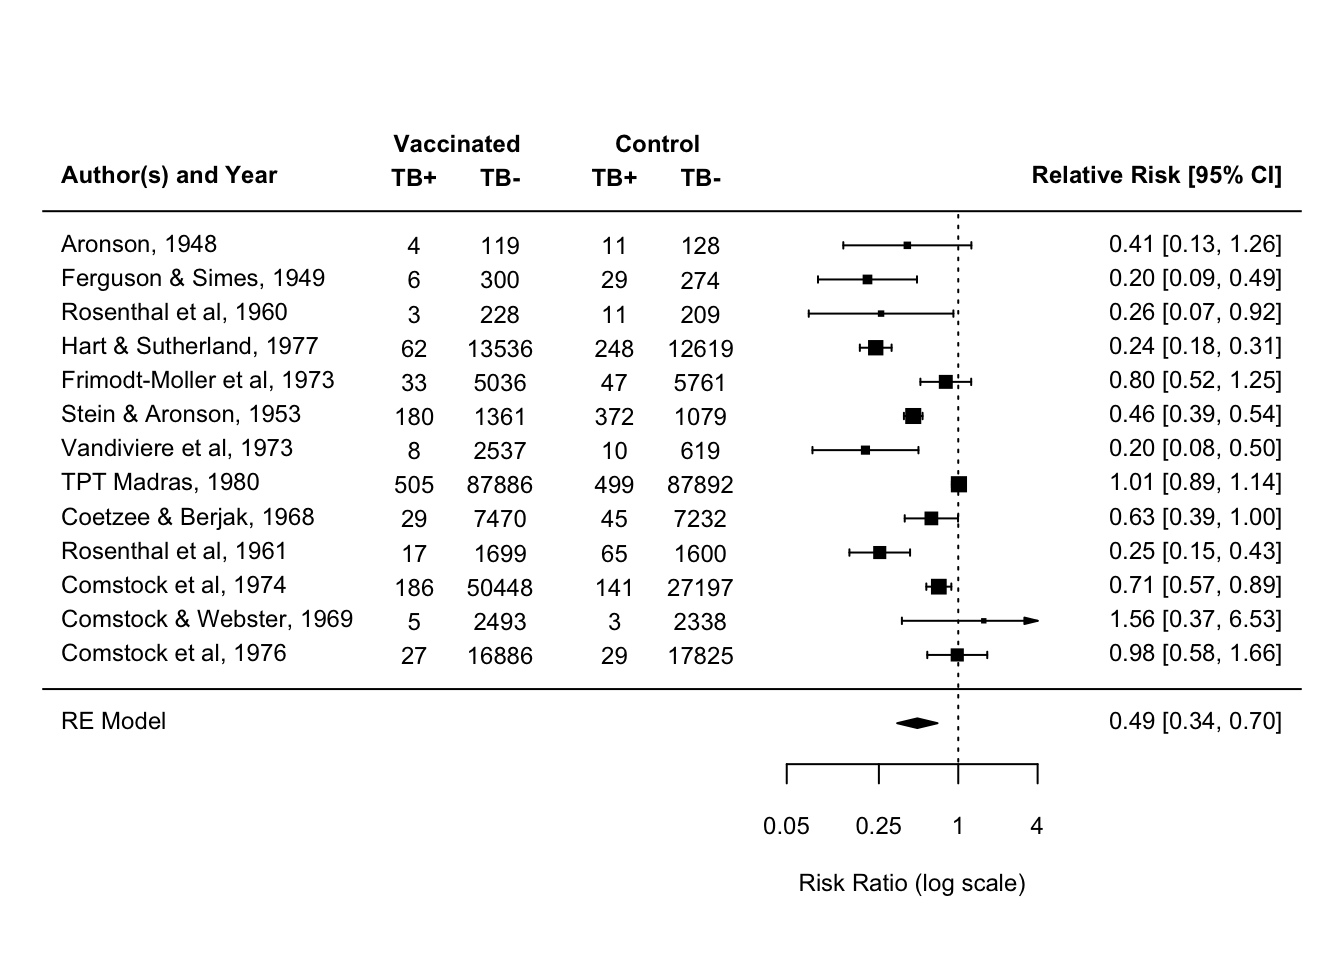 Vaccinated Control
Author(s) and Year TB+ TB- TB+ TB- Relative Risk [95% CI]
Aronson, 1948 4 119 11 128 0.41 [0.13, 1.26]
Ferguson & Simes, 1949 6 300 29 274 0.20 [0.09, 0.49]
Rosenthal et al, 1960 3 228 11 209 0.26 [0.07, 0.92]
Hart & Sutherland, 1977 62 13536 248 12619 0.24 [0.18, 0.31]
Frimodt-Moller et al, 1973 33 5036 47 5761 0.80 [0.52, 1.25]
Stein & Aronson, 1953 180 1361 372 1079 0.46 [0.39, 0.54]
Vandiviere et al, 1973 8 2537 10 619 0.20 [0.08, 0.50]
TPT Madras, 1980 505 87886 499 87892 1.01 [0.89, 1.14]
Coetzee & Berjak, 1968 29 7470 45 7232 0.63 [0.39, 1.00]
Rosenthal et al, 1961 17 1699 65 1600 0.25 [0.15, 0.43]
Comstock et al, 1974 186 50448 141 27197 0.71 [0.57, 0.89]
Comstock & Webster, 1969 5 2493 3 2338 1.56 [0.37, 6.53]
Comstock et al, 1976 27 16886 29 17825 0.98 [0.58, 1.66]
RE Model 0.49 [0.34, 0.70]
0.05 0.25 1 4
Risk Ratio (log scale)